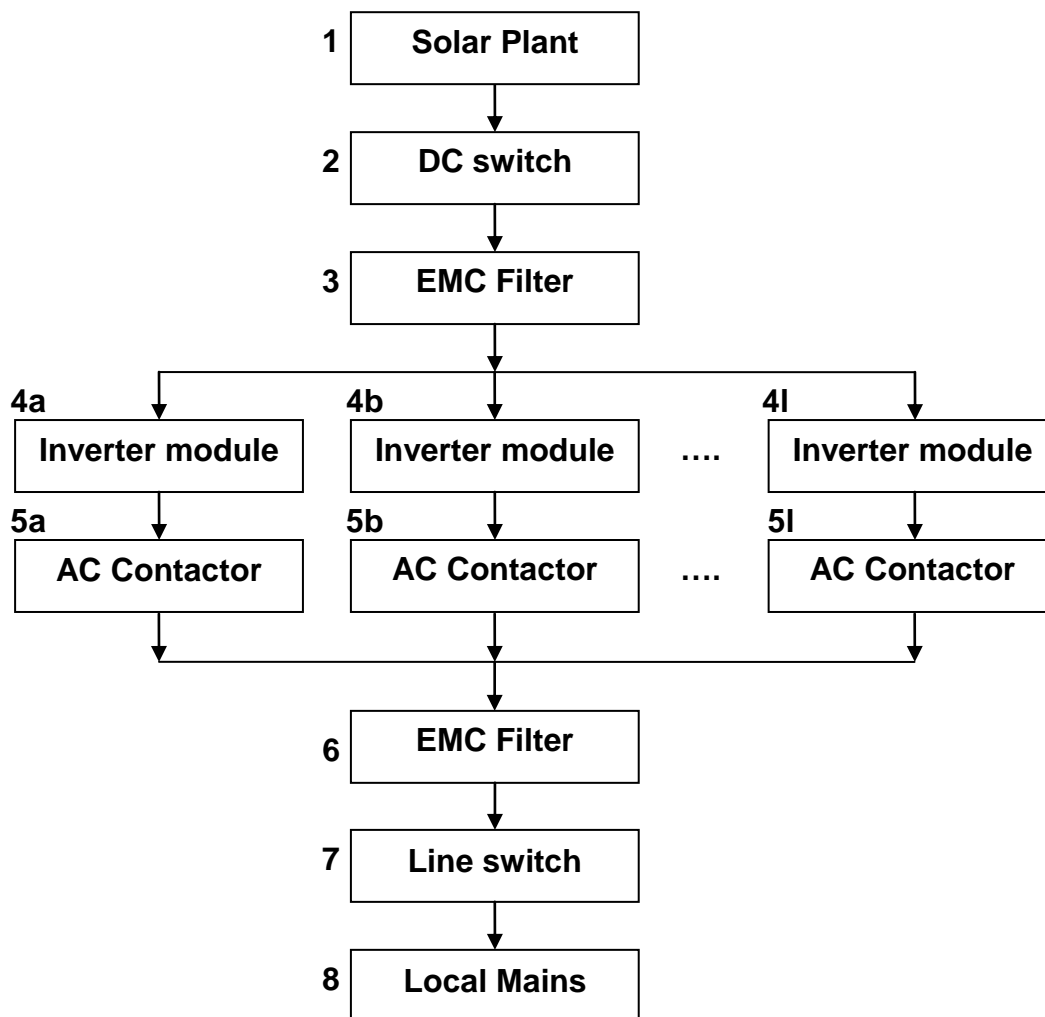 1 Solar Plant
2 DC switch
3 EMC Filter
4a 4b 4l
Inverter module Inverter module .... Inverter module
5a 5b 5l
AC Contactor AC Contactor .... AC Contactor
6 EMC Filter
7 Line switch
8 Local Mains